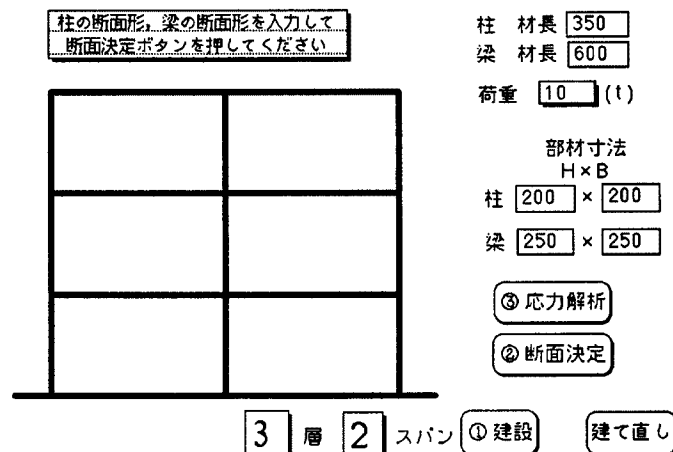 柱の断面形，梁の断面形を入力して
断面決定ボタンを押してください
柱 材長 350
梁 材長 600
荷重 10 (t)
部材寸法
H×B
柱 200 × 200
梁 250 × 250
③ 応力解析
② 断面決定
3 層 2 スパン ① 建設 建て直し